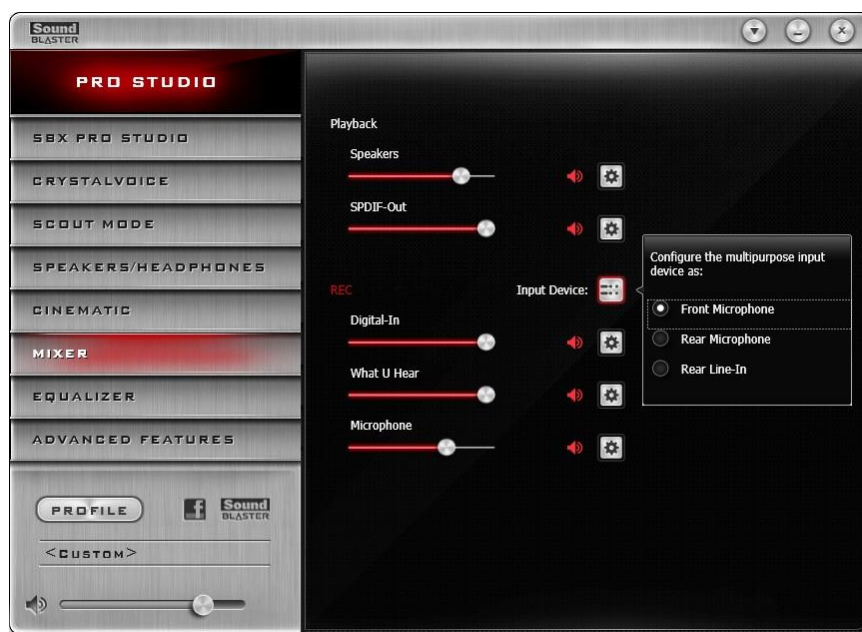 Sound
BLASTER
PRO STUDIO
SBX PRO STUDIO
CRYSTALVOICE
SCOUT MODE
SPEAKERS/HEADPHONES
CINEMATIC
MIXER
EQUALIZER
ADVANCED FEATURES
PROFILE
f
Sound
BLASTER
<CUSTOM>
Playback
Speakers
SPDIF-Out
REC
Input Device:
Digital-In
What U Hear
Microphone
Configure the multipurpose input
device as:
Front Microphone
Rear Microphone
Rear Line-In